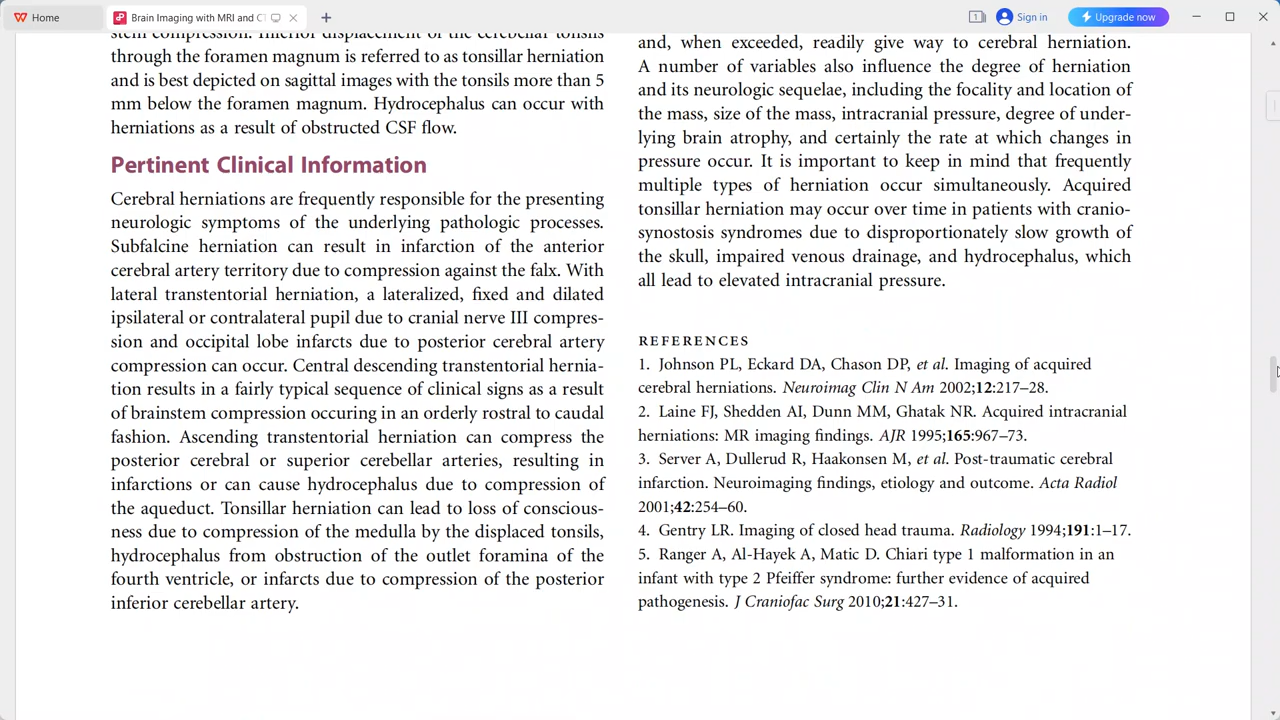 Home
Brain Imaging with MRI and CT
1
Sign in
Upgrade now
stem compression. Inferior displacement of the cerebellar tonsils
through the foramen magnum is referred to as tonsillar herniation
and is best depicted on sagittal images with the tonsils more than 5
mm below the foramen magnum. Hydrocephalus can occur with
herniations as a result of obstructed CSF flow.
Pertinent Clinical Information
Cerebral herniations are frequently responsible for the presenting
neurologic symptoms of the underlying pathologic processes.
Subfalcine herniation can result in infarction of the anterior
cerebral artery territory due to compression against the falx. With
lateral transtentorial herniation, a lateralized, fixed and dilated
ipsilateral or contralateral pupil due to cranial nerve III compres-
sion and occipital lobe infarcts due to posterior cerebral artery
compression can occur. Central descending transtentorial hernia-
tion results in a fairly typical sequence of clinical signs as a result
of brainstem compression occuring in an orderly rostral to caudal
fashion. Ascending transtentorial herniation can compress the
posterior cerebral or superior cerebellar arteries, resulting in
infarctions or can cause hydrocephalus due to compression of
the aqueduct. Tonsillar herniation can lead to loss of conscious-
ness due to compression of the medulla by the displaced tonsils,
hydrocephalus from obstruction of the outlet foramina of the
fourth ventricle, or infarcts due to compression of the posterior
inferior cerebellar artery.
and, when exceeded, readily give way to cerebral herniation.
A number of variables also influence the degree of herniation
and its neurologic sequelae, including the focality and location of
the mass, size of the mass, intracranial pressure, degree of under-
lying brain atrophy, and certainly the rate at which changes in
pressure occur. It is important to keep in mind that frequently
multiple types of herniation occur simultaneously. Acquired
tonsillar herniation may occur over time in patients with cranio-
synostosis syndromes due to disproportionately slow growth of
the skull, impaired venous drainage, and hydrocephalus, which
all lead to elevated intracranial pressure.
REFERENCES
1. Johnson PL, Eckard DA, Chason DP, et al. Imaging of acquired
cerebral herniations. Neuroimag Clin N Am 2002;12:217–28.
2. Laine FJ, Shedden AI, Dunn MM, Ghatak NR. Acquired intracranial
herniations: MR imaging findings. AJR 1995;165:967–73.
3. Server A, Dullerud R, Haakonsen M, et al. Post-traumatic cerebral
infarction. Neuroimaging findings, etiology and outcome. Acta Radiol
2001;42:254–60.
4. Gentry LR. Imaging of closed head trauma. Radiology 1994;191:1–17.
5. Ranger A, Al-Hayek A, Matic D. Chiari type 1 malformation in an
infant with type 2 Pfeiffer syndrome: further evidence of acquired
pathogenesis. J Craniofac Surg 2010;21:427–31.